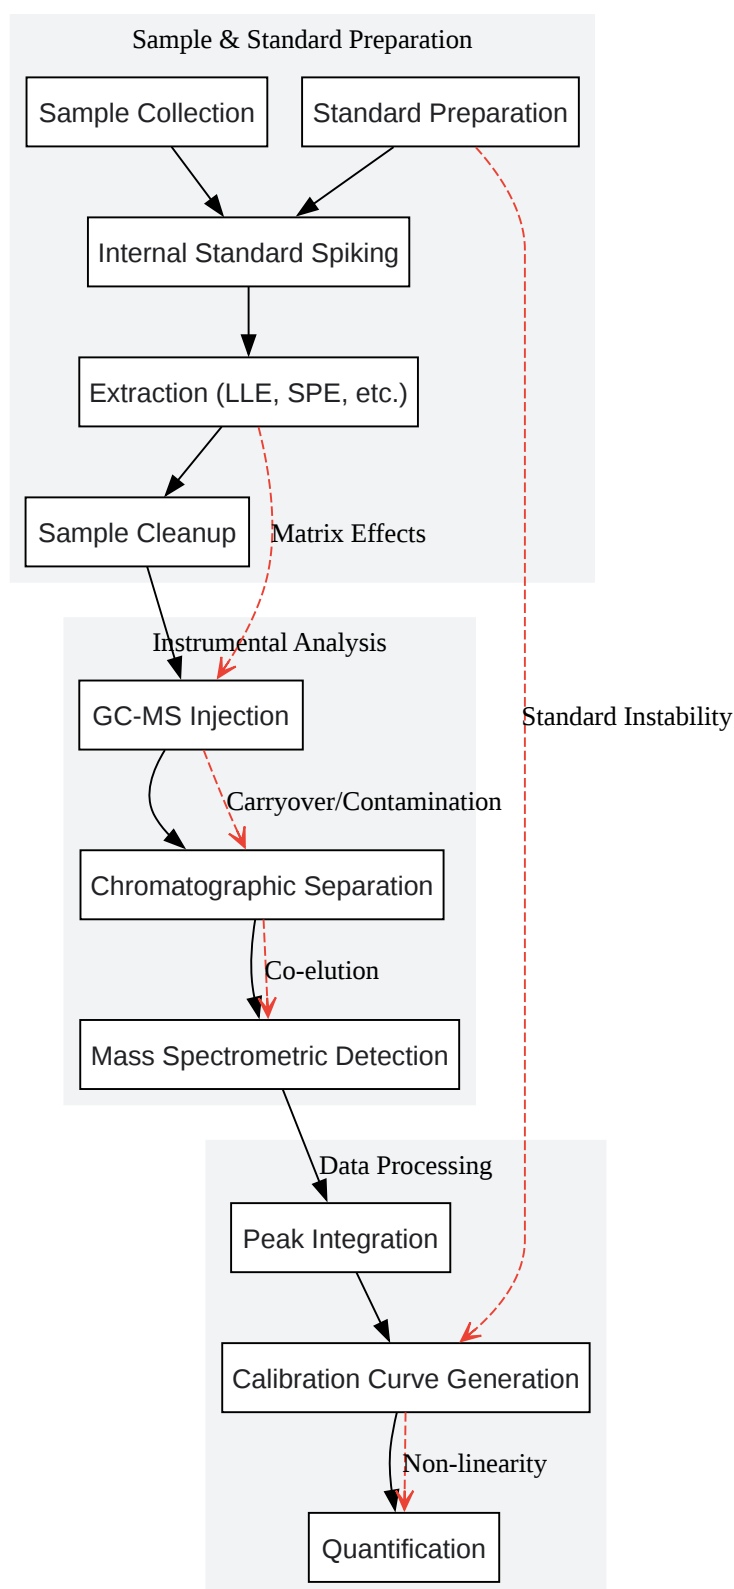 Sample & Standard Preparation
Sample Collection
Standard Preparation
Internal Standard Spiking
Extraction (LLE, SPE, etc.)
Sample Cleanup
Matrix Effects
Instrumental Analysis
GC-MS Injection
Standard Instability
Carryover/Contamination
Chromatographic Separation
Co-elution
Mass Spectrometric Detection
Data Processing
Peak Integration
Calibration Curve Generation
Non-linearity
Quantification